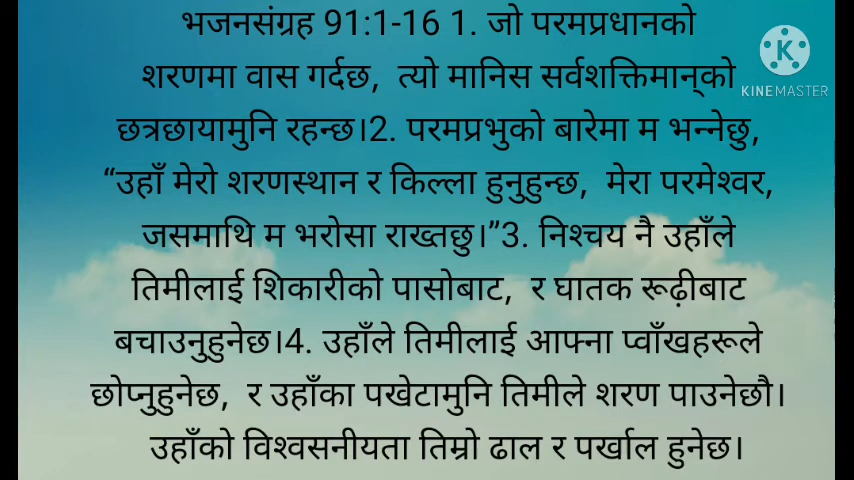 भजनसंग्रह 91:1-16 1. जो परमप्रधानको
शरणमा वास गर्दछ, त्यो मानिस सर्वशक्तिमान्‌को
छत्रछायामुनि रहन्छ।2. परमप्रभुको बारेमा म भन्नेछु,
“उहाँ मेरो शरणस्थान र किल्ला हुनुहुन्छ, मेरा परमेश्वर,
जसमाथि म भरोसा राख्तछु।”3. निश्चय नै उहाँले
तिमीलाई शिकारीको पासोबाट, र घातक रूढ़ीबाट
बचाउनुहुनेछ।4. उहाँले तिमीलाई आफ्ना प्वाँखहरूले
छोप्नुहुनेछ, र उहाँका पखेटामुनि तिमीले शरण पाउनेछौ।
उहाँको विश्वसनीयता तिम्रो ढाल र पर्खाल हुनेछ।
K
KINEMASTER